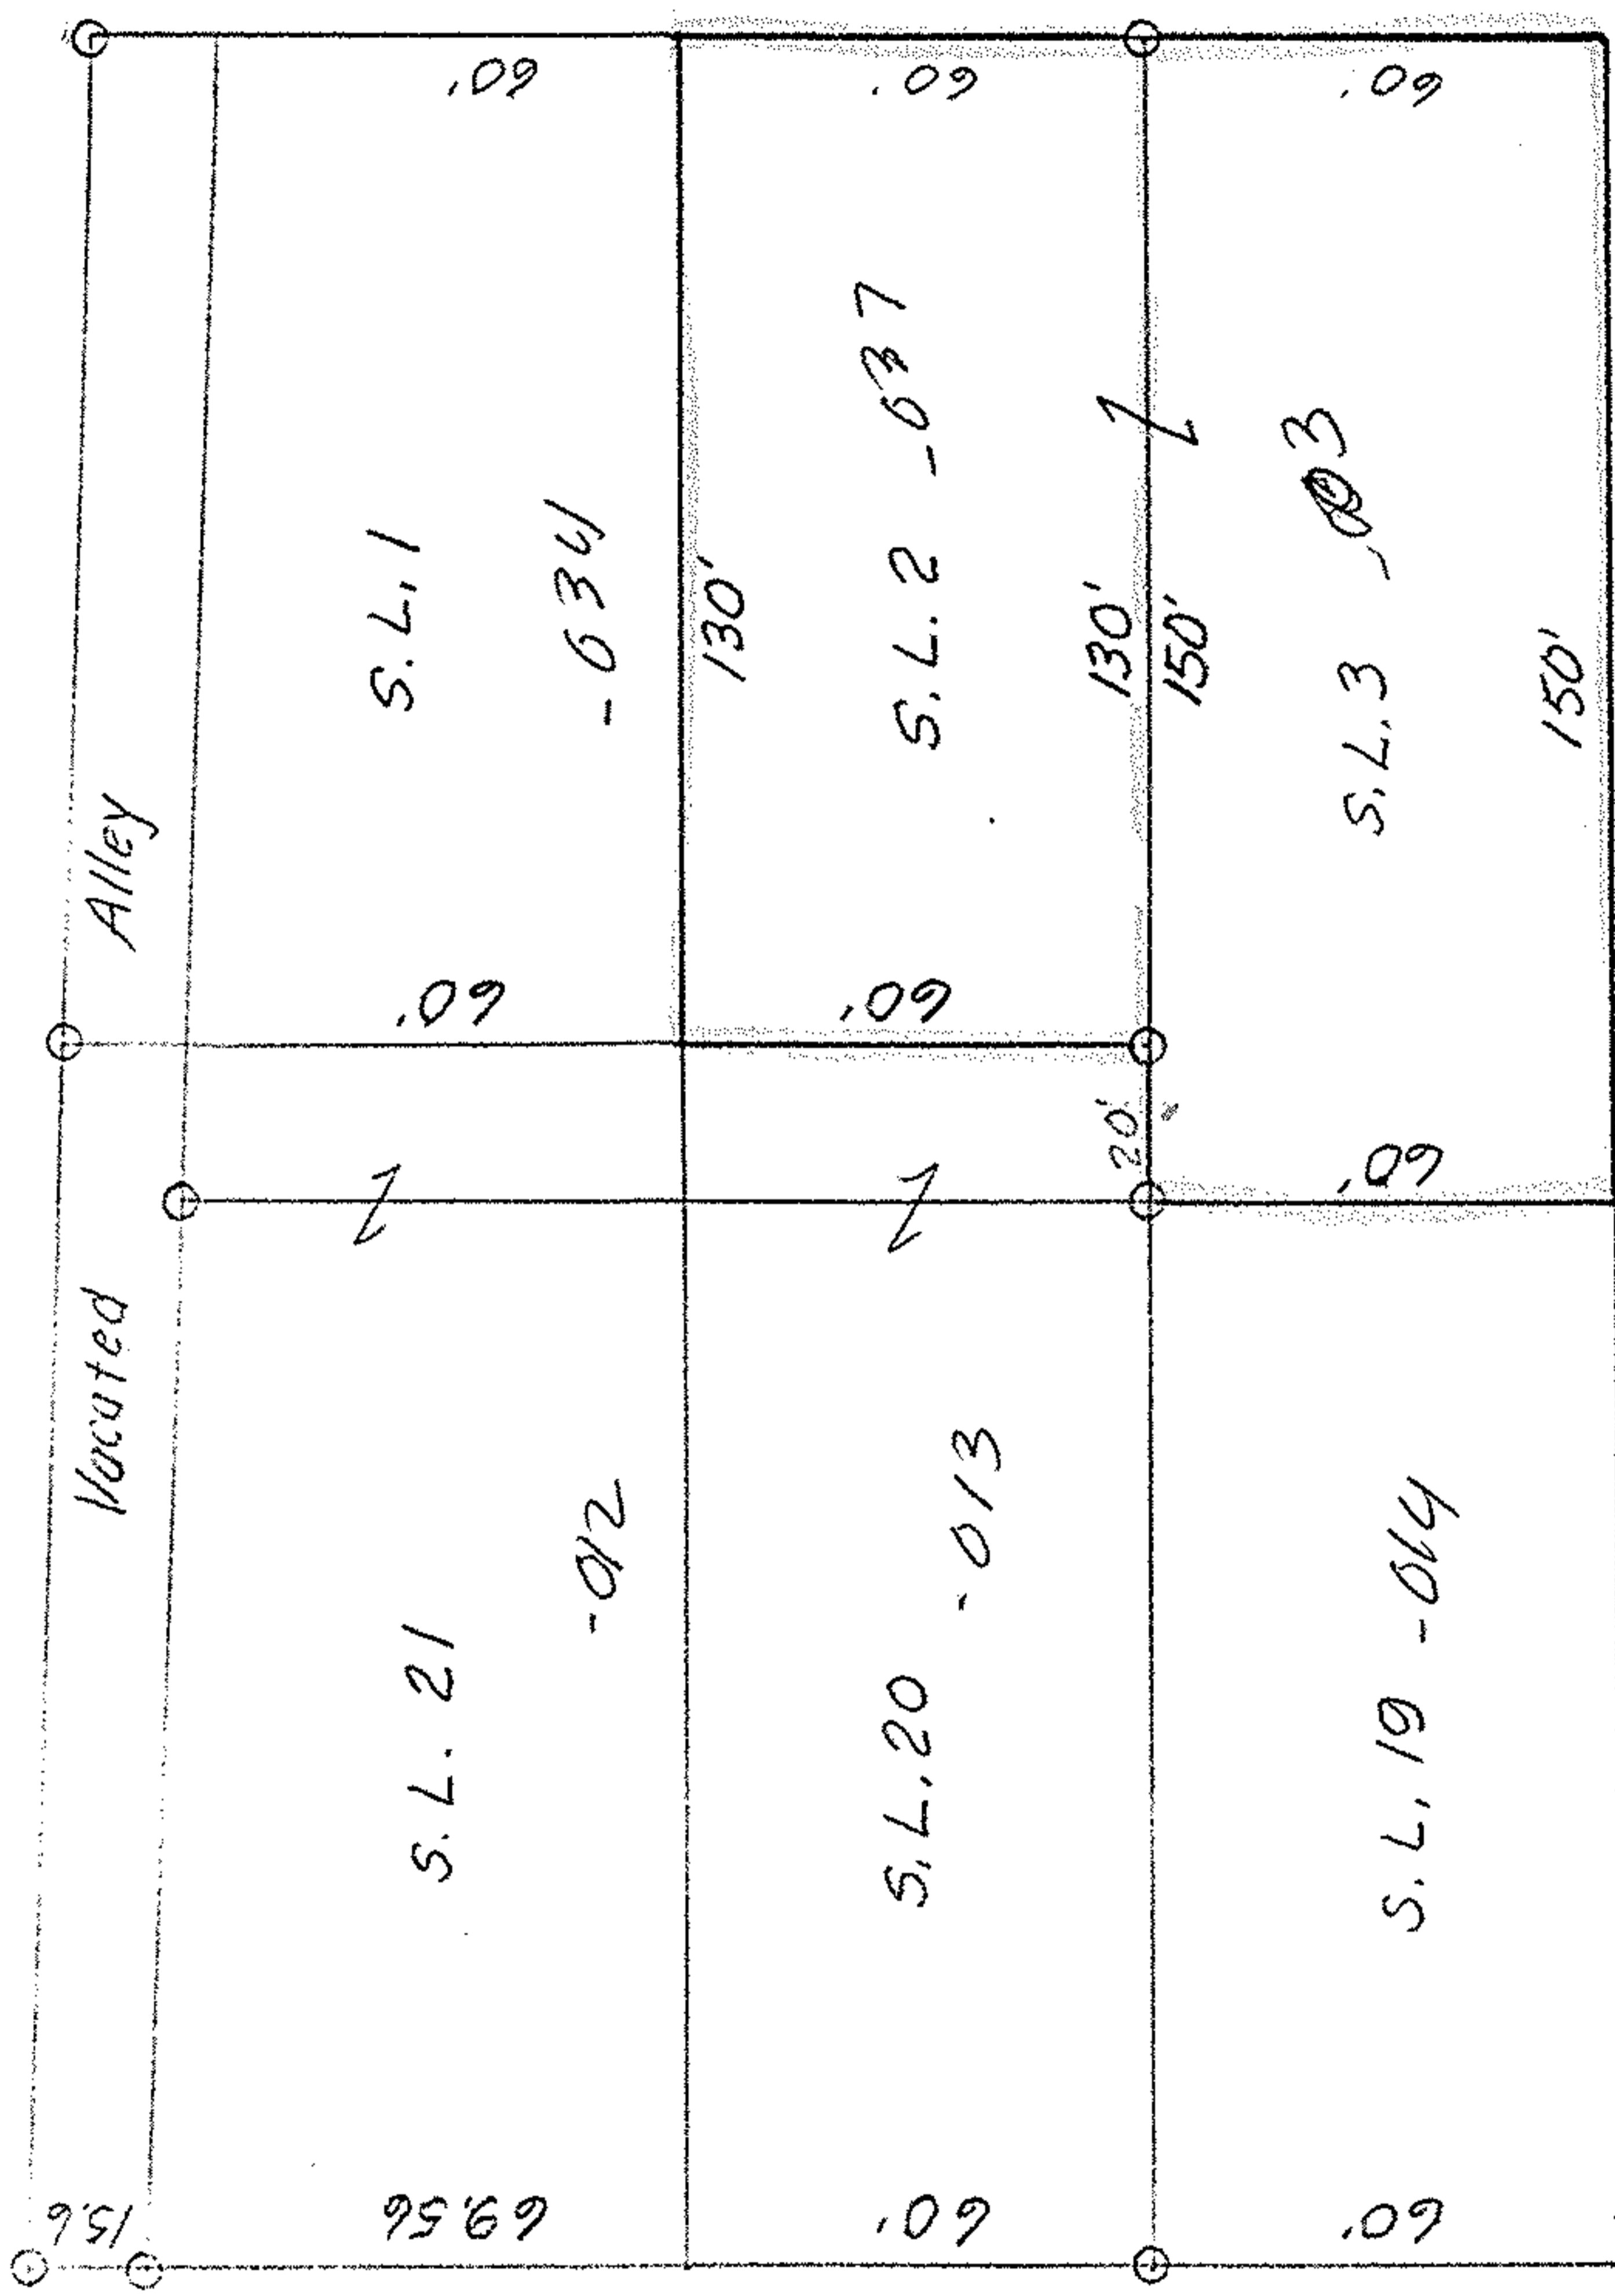 15.6
Vacated Alley
69.56
S. L. 21
-012
60'
S. L. 1
-034
60'
130'
60'
S. L. 20
-013
60'
S. L. 2 -037
60'
20'
130'
150'
60'
S. L. 19 -014
60'
S. L. 3
60'
150'